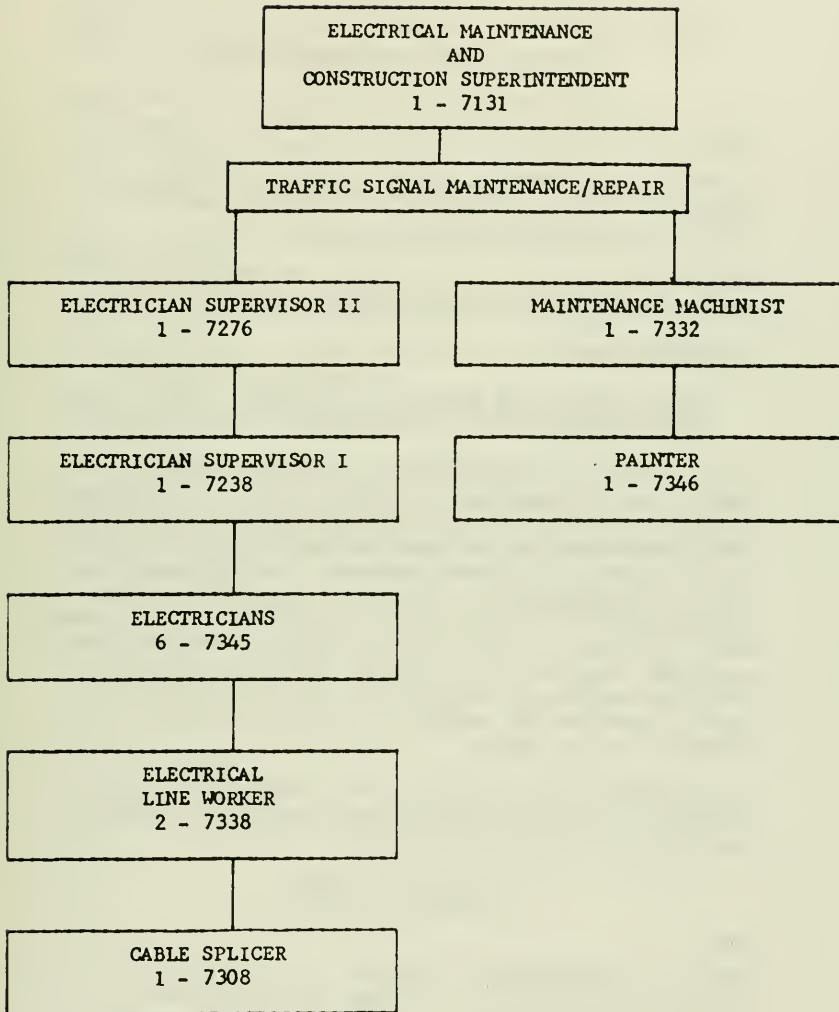 ELECTRICAL MAINTENANCE
AND
CONSTRUCTION SUPERINTENDENT
1 - 7131
TRAFFIC SIGNAL MAINTENANCE/REPAIR
ELECTRICIAN SUPERVISOR II
1 - 7276
MAINTENANCE MACHINIST
1 - 7332
ELECTRICIAN SUPERVISOR I
1 - 7238
PAINTER
1 - 7346
ELECTRICIANS
6 - 7345
ELECTRICAL
LINE WORKER
2 - 7338
CABLE SPLICER
1 - 7308